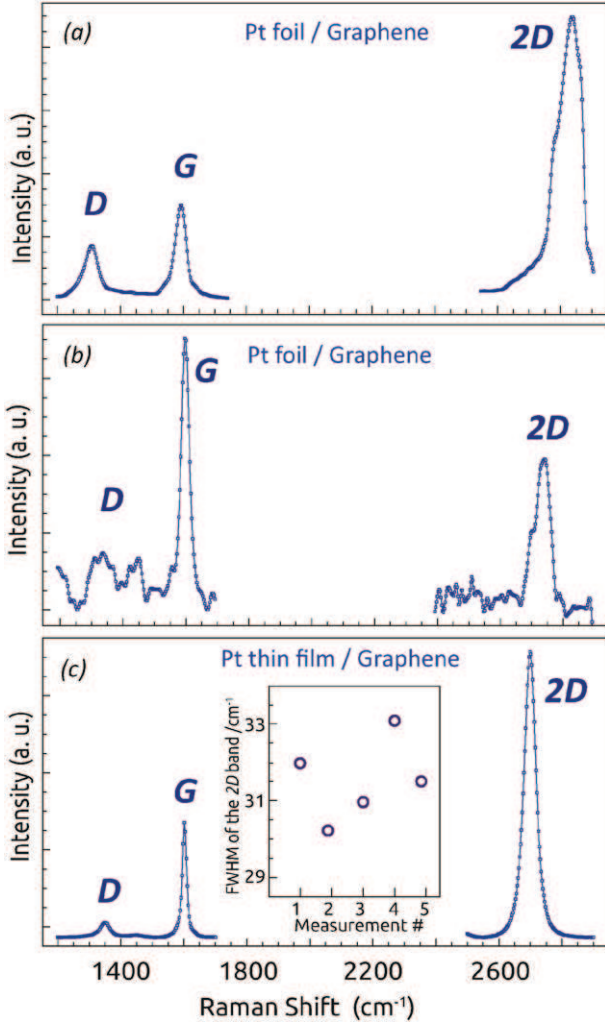 (a) Pt foil / Graphene
2D
G
D
Intensity (a. u.)
(b) Pt foil / Graphene
G
2D
D
Intensity (a. u.)
(c) Pt thin film / Graphene
2D
G
D
Intensity (a. u.)
FWHM of the 2D band /cm⁻¹
33
31
29
1 2 3 4 5
Measurement #
1400 1800 2200 2600
Raman Shift (cm⁻¹)